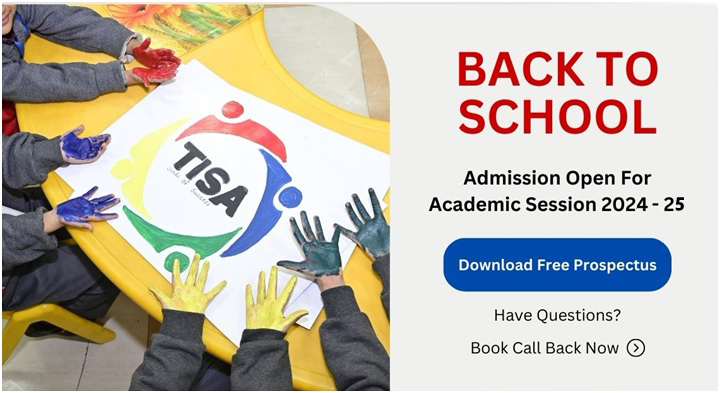 TISA
BACK TO
SCHOOL
Admission Open For
Academic Session 2024 - 25
Download Free Prospectus
Have Questions?
Book Call Back Now